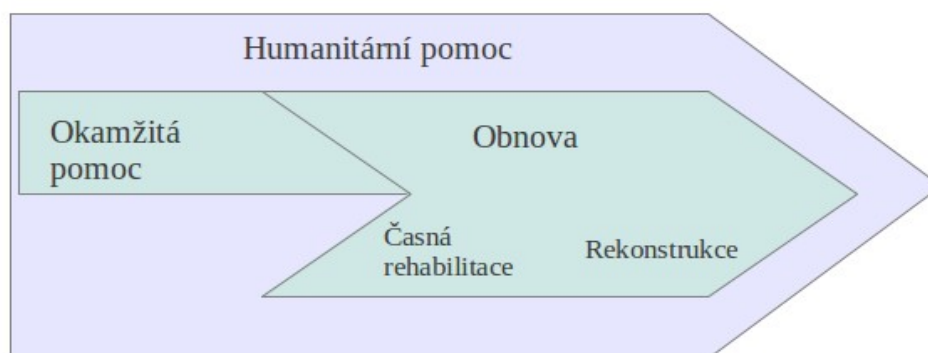 Humanitární pomoc
Okamžitá
pomoc
Obnova
Časná
rehabilitace
Rekonstrukce